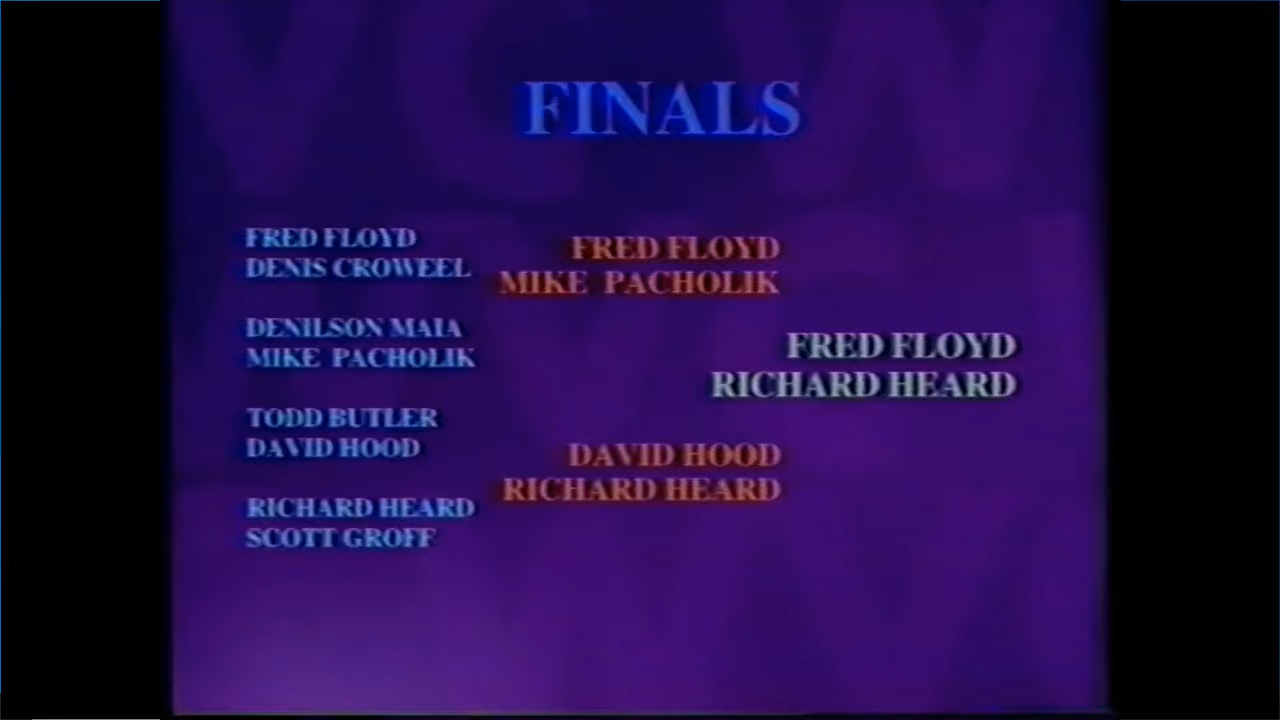 FINALS
FRED FLOYD
DENIS CROWEEL
DENILSON MAIA
MIKE PACHOLIK
TODD BUTLER
DAVID HOOD
RICHARD HEARD
SCOTT GROFF
FRED FLOYD
MIKE PACHOLIK
DAVID HOOD
RICHARD HEARD
FRED FLOYD
RICHARD HEARD